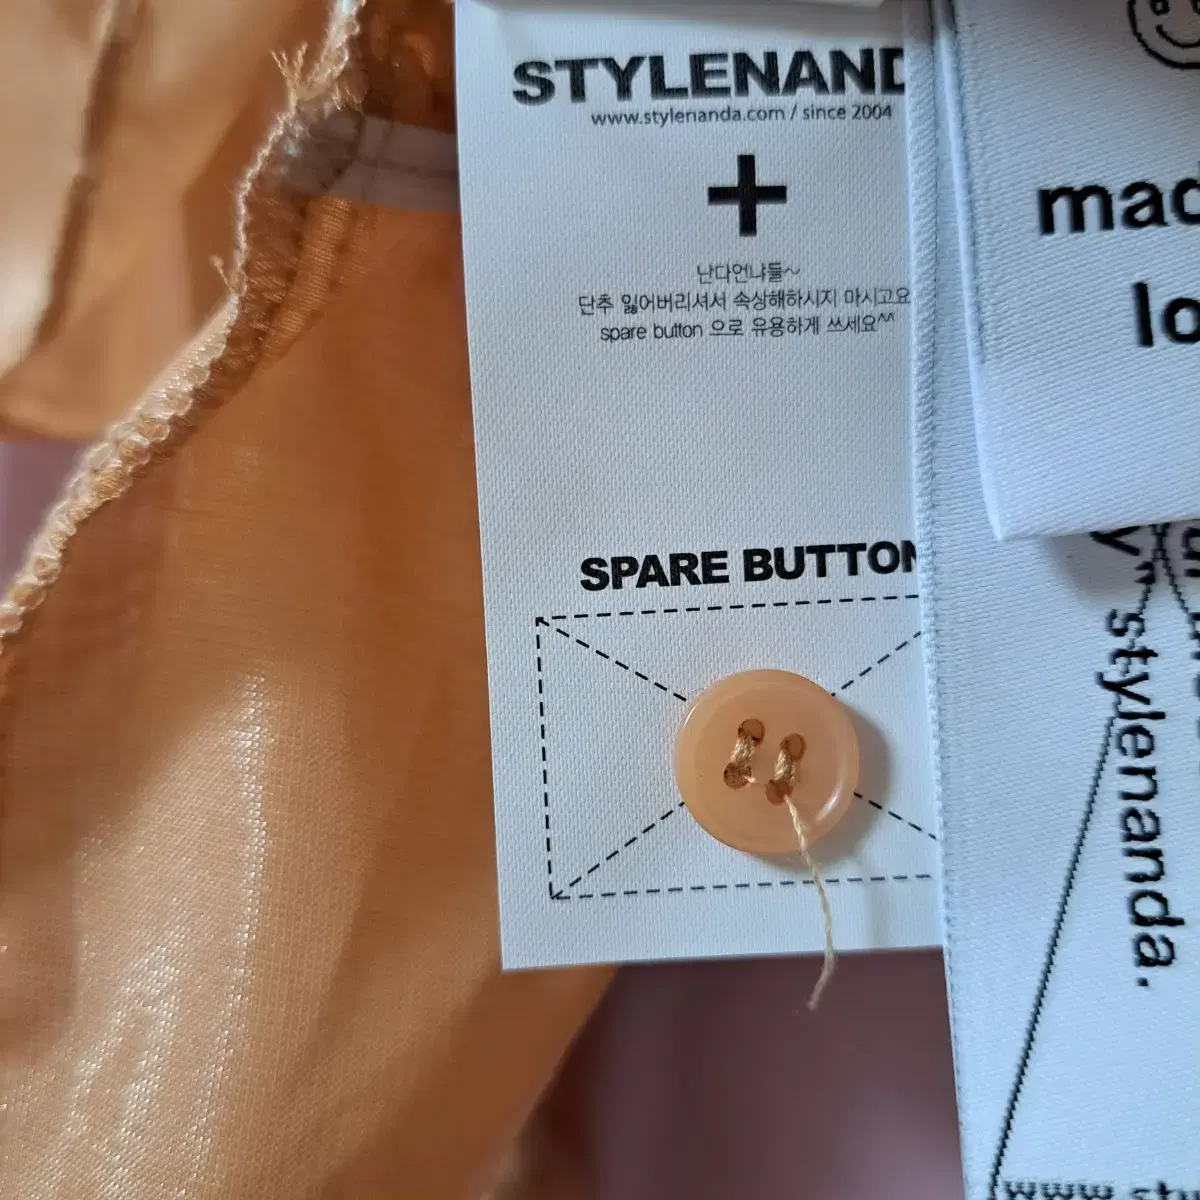 STYLENAND
www.stylenanda.com / since 2004
+
난다언냐들~
단추 잃어버리셔서 속상해하시지 마시고요
spare button 으로 유용하게 쓰세요^^
SPARE BUTTON
mad
lo
stylenanda.